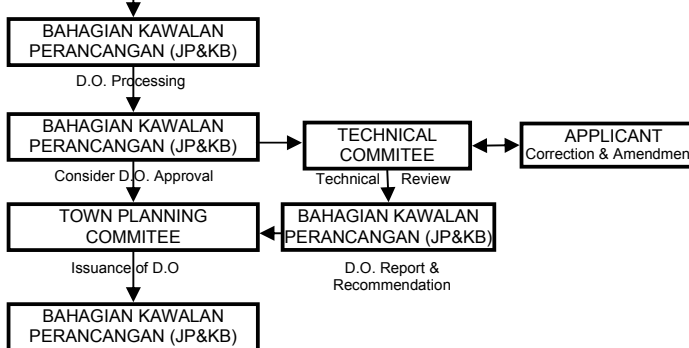 BAHAGIAN KAWALAN
PERANCANGAN (JP&KB)
D.O. Processing
BAHAGIAN KAWALAN
PERANCANGAN (JP&KB)
TECHNICAL
COMMITEE
APPLICANT
Correction & Amendmen
Consider D.O. Approval
Technical Review
TOWN PLANNING
COMMITEE
BAHAGIAN KAWALAN
PERANCANGAN (JP&KB)
Issuance of D.O
D.O. Report &
Recommendation
BAHAGIAN KAWALAN
PERANCANGAN (JP&KB)